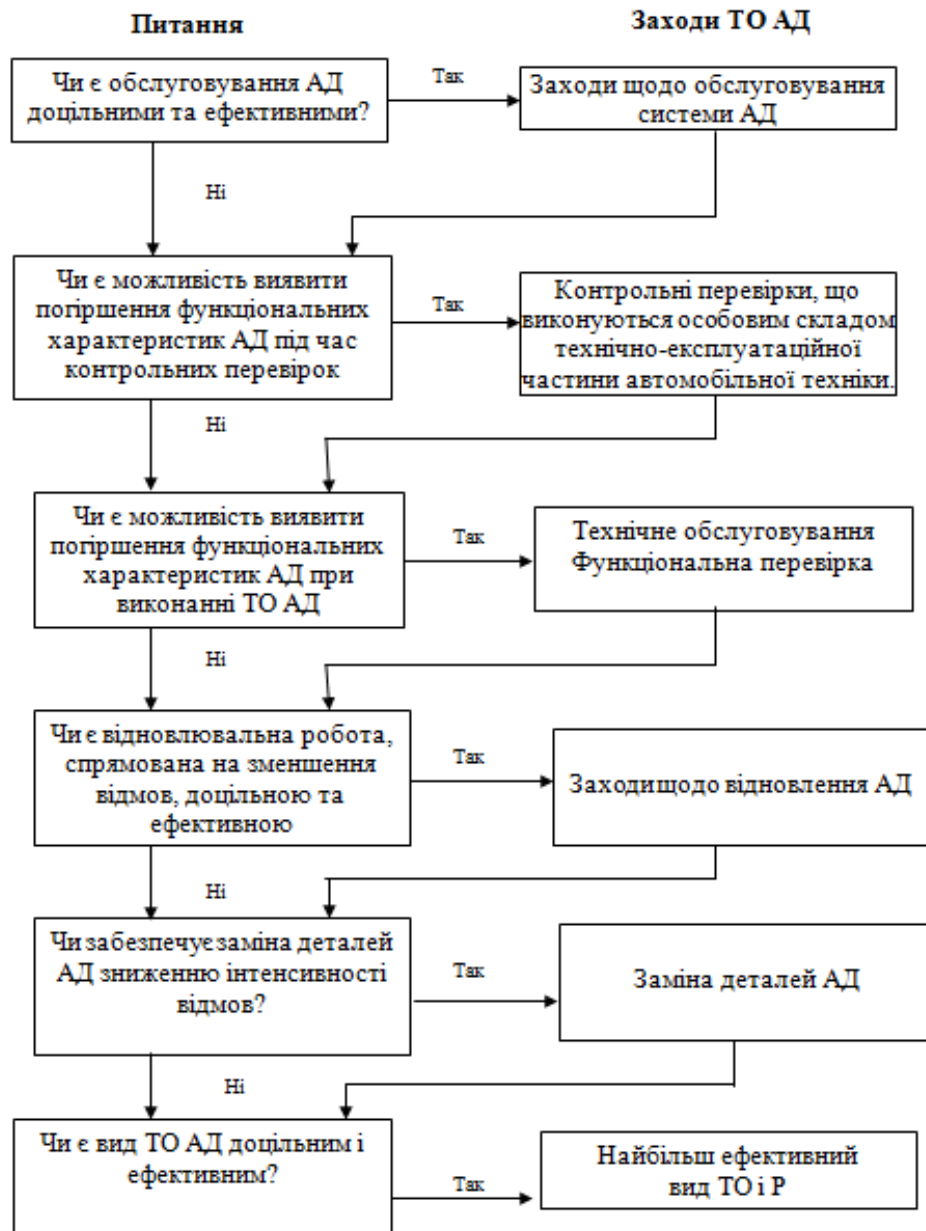 Питання
Заходи ТО АД
Чи є обслуговування АД
доцільними та ефективними?
Так
Заходи щодо обслуговування
системи АД
Ні
Чи є можливість виявити
погіршення функціональних
характеристик АД під час
контрольних перевірок
Так
Контрольні перевірки, що
виконуються особовим складом
технічно-експлуатаційної
частини автомобільної техніки.
Ні
Чи є можливість виявити
погіршення функціональних
характеристик АД при
виконанні ТО АД
Так
Технічне обслуговування
Функціональна перевірка
Ні
Чи є відновлювальна робота,
спрямована на зменшення
відмов, доцільною та
ефективною
Так
Заходи щодо відновлення АД
Ні
Чи забезпечує заміна деталей
АД зниженню інтенсивності
відмов?
Так
Заміна деталей АД
Ні
Чи є вид ТО АД доцільним і
ефективним?
Так
Найбільш ефективний
вид ТО і Р